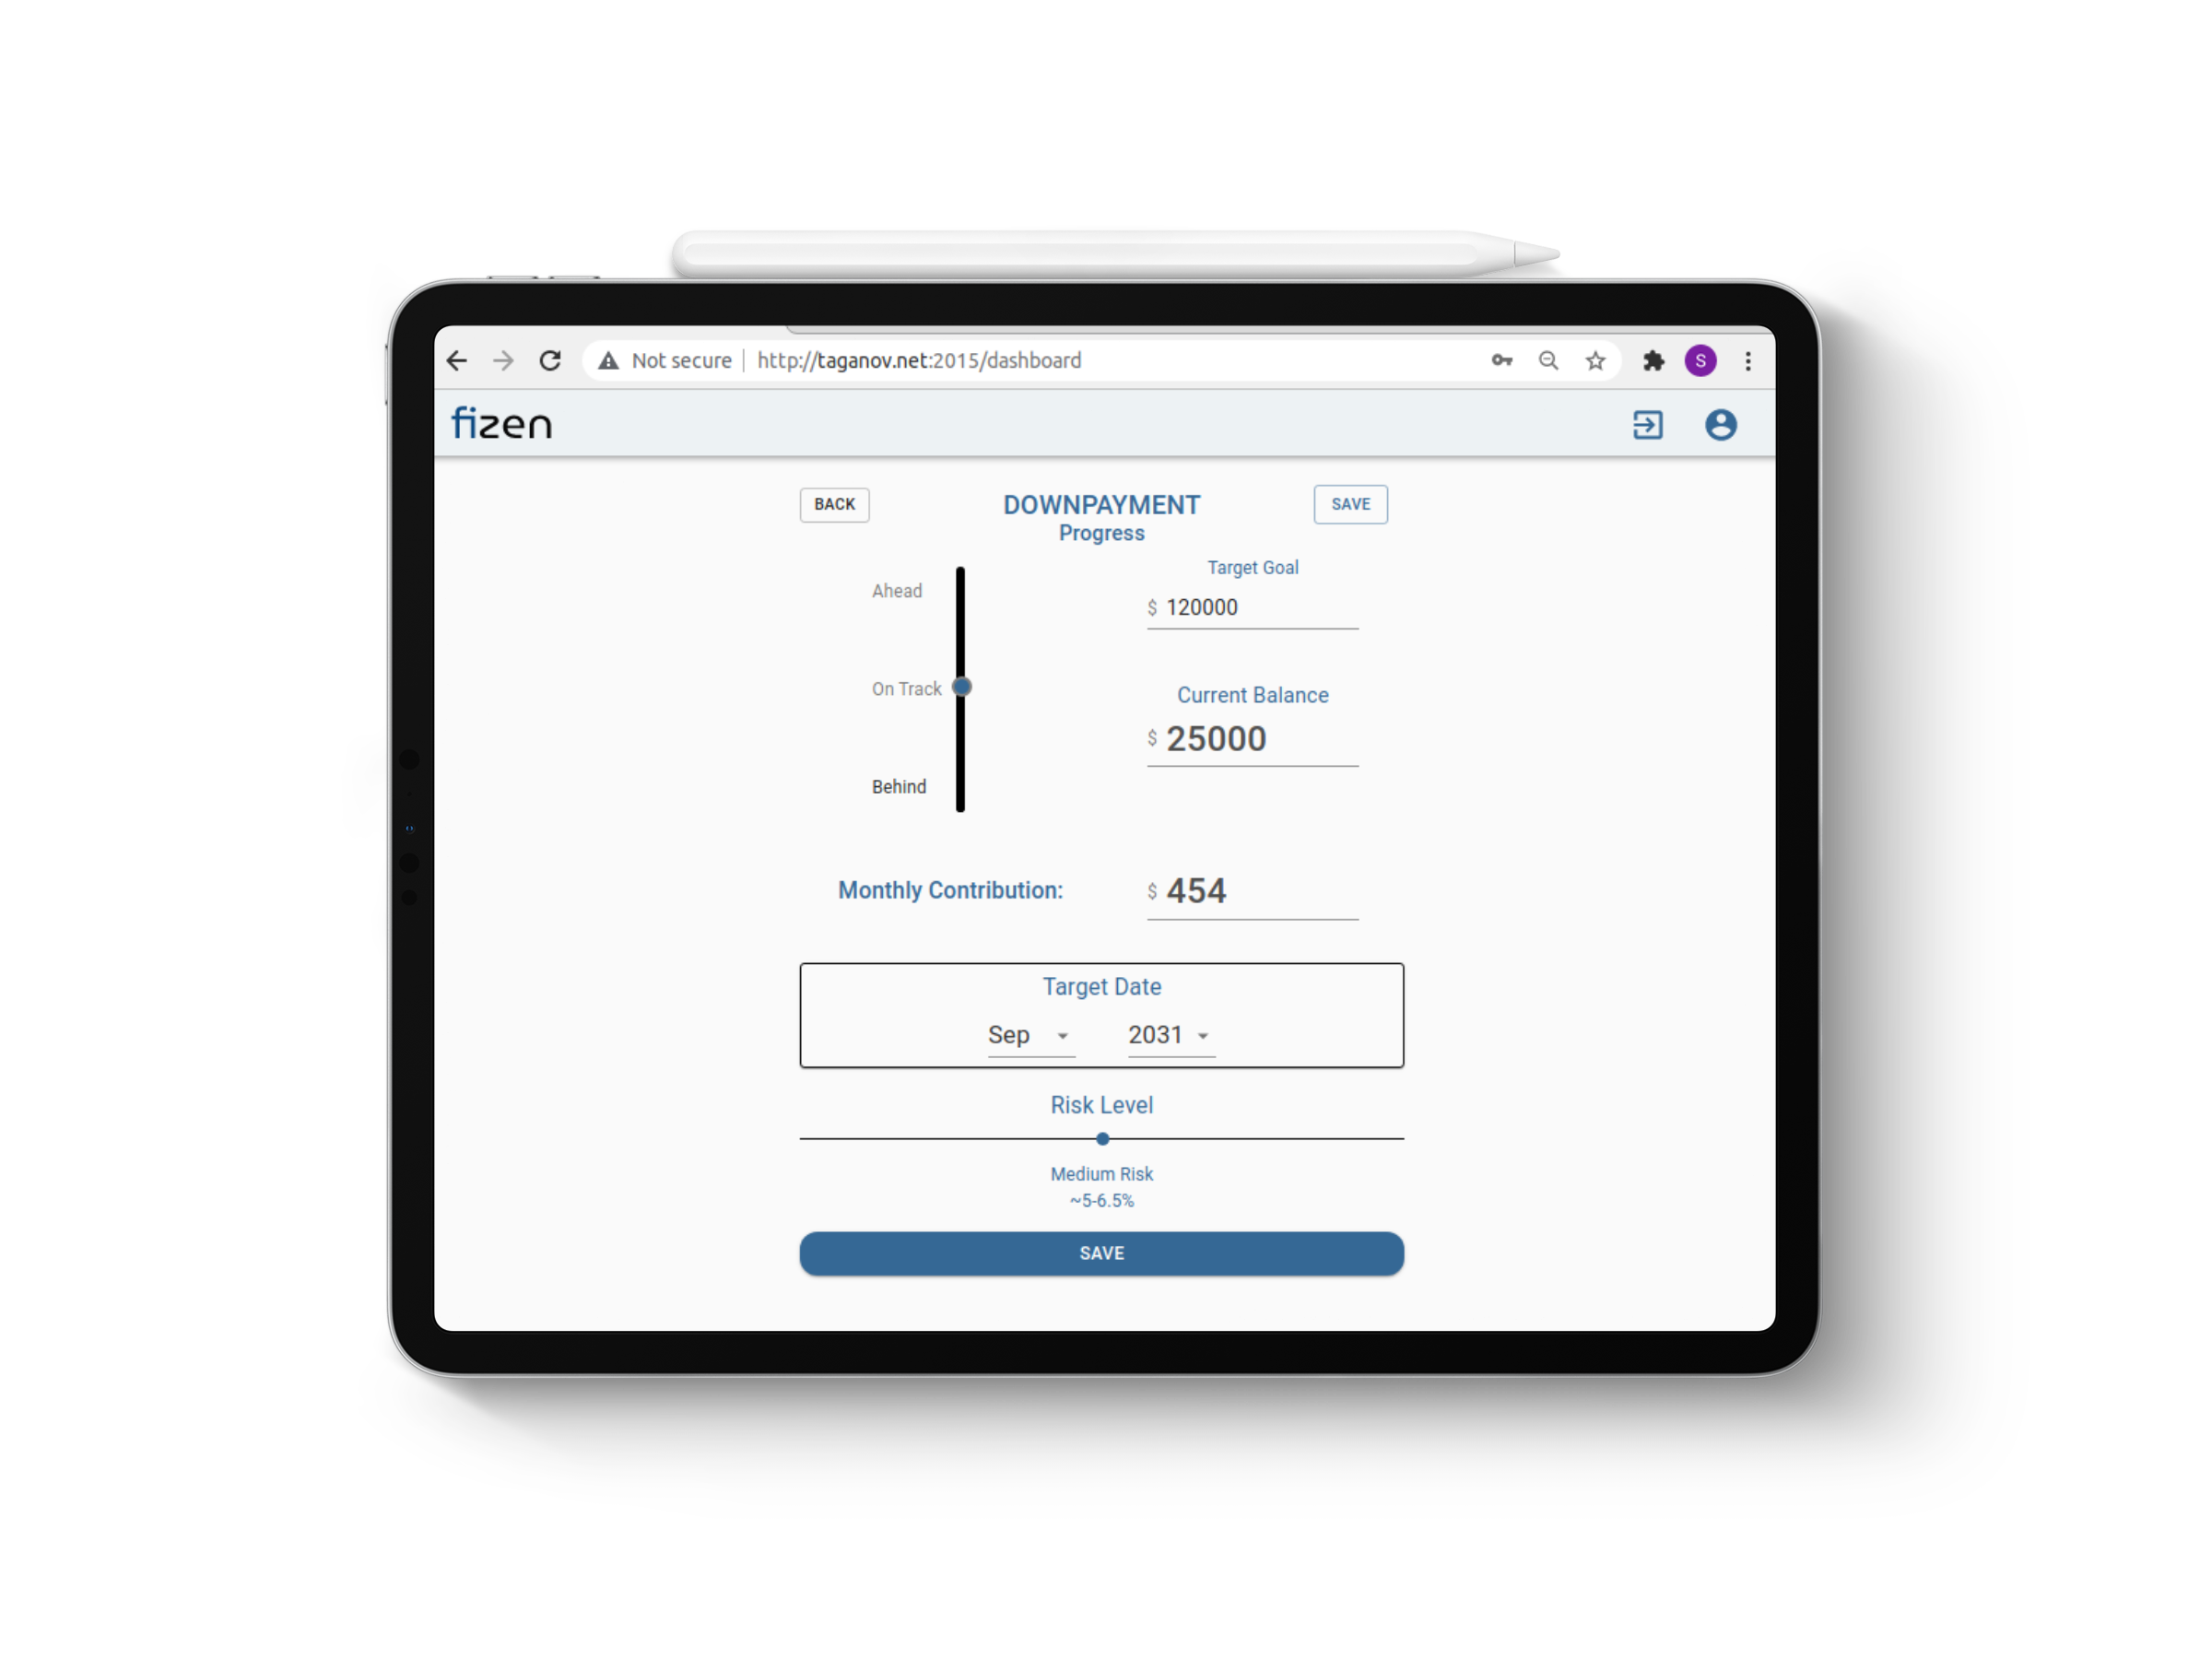 Not secure | http://taganov.net:2015/dashboard
S
fizen
BACK
DOWNPAYMENT
SAVE
Progress
Target Goal
Ahead
$ 120000
On Track
Current Balance
$ 25000
Behind
Monthly Contribution:
$ 454
Target Date
Sep
2031
Risk Level
Medium Risk
~5-6.5%
SAVE